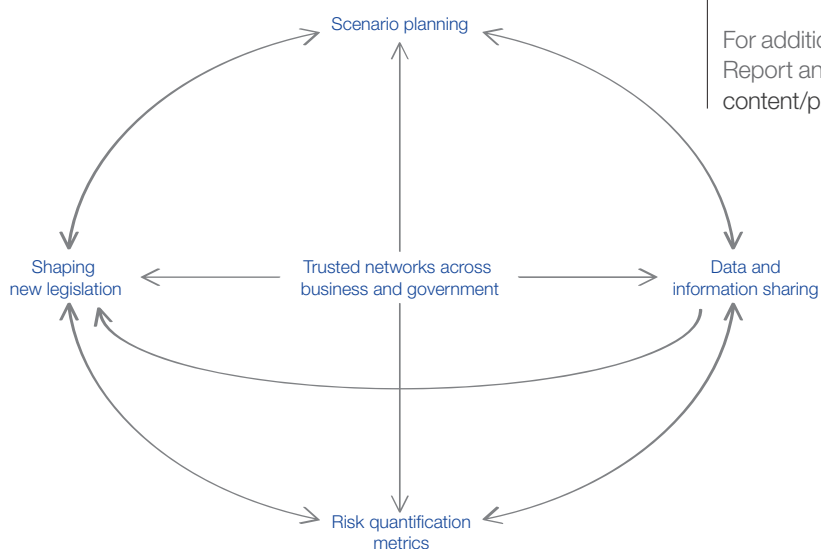 Scenario planning
For additio
Report an
content/p
Shaping
new legislation
Trusted networks across
business and government
Data and
information sharing
Risk quantification
metrics